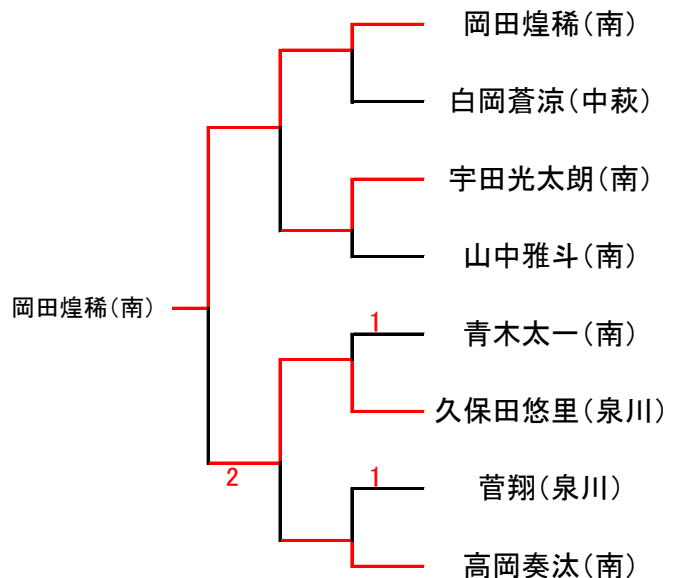 岡田煌稀(南)
白岡蒼涼(中萩)
宇田光太朗(南)
山中雅斗(南)
岡田煌稀(南)
1
青木太一(南)
久保田悠里(泉川)
2
1
菅翔(泉川)
高岡奏汰(南)